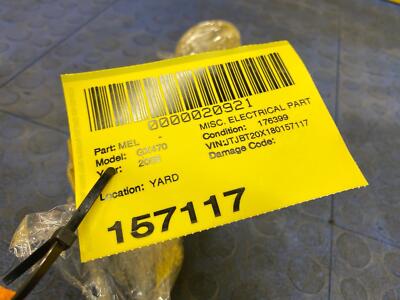 0000020921
Part: MEL -
MISC. ELECTRICAL PART
Model: GX470
Condition: 176399
Year: 2008
VIN:JTJBT20X180157117
Damage Code:
Location: YARD
157117